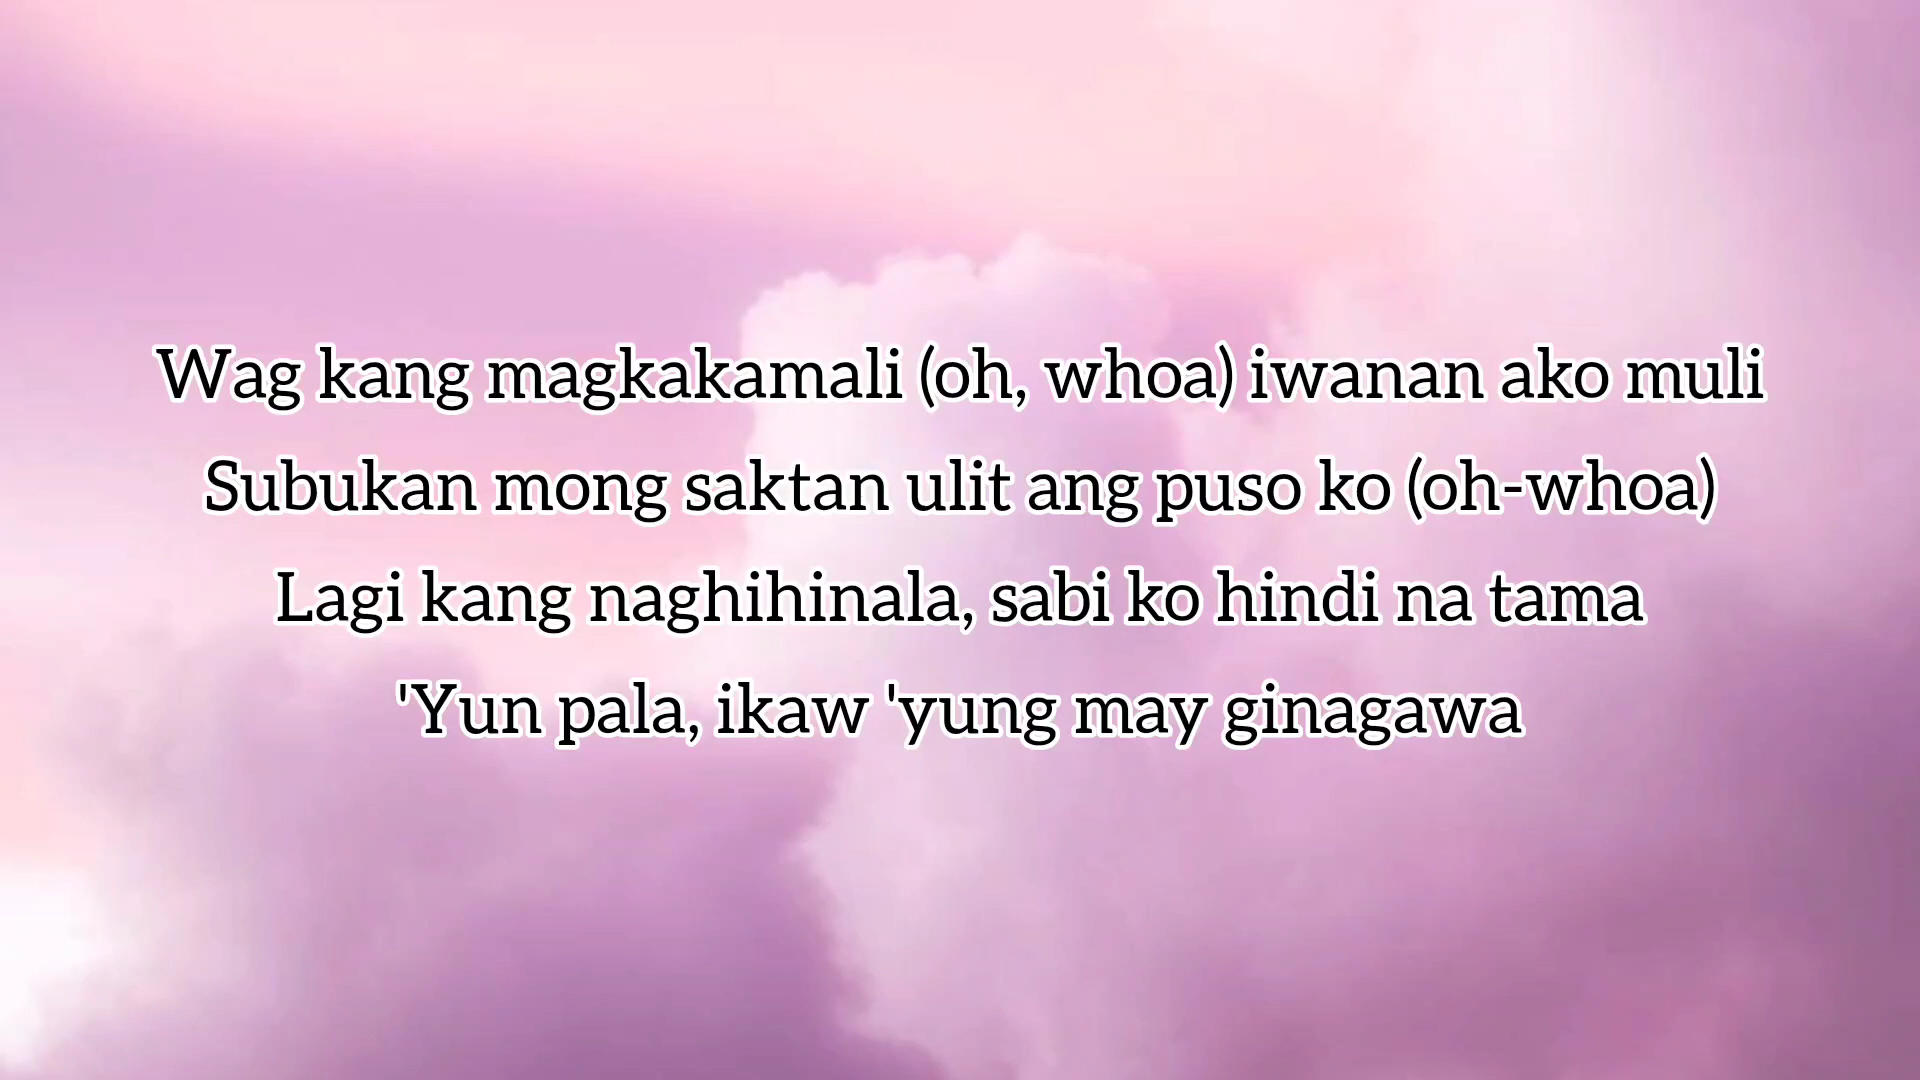 Wag kang magkakamali (oh, whoa) iwanan ako muli
Subukan mong saktan ulit ang puso ko (oh-whoa)
Lagi kang naghihinala, sabi ko hindi na tama
'Yun pala, ikaw 'yung may ginagawa